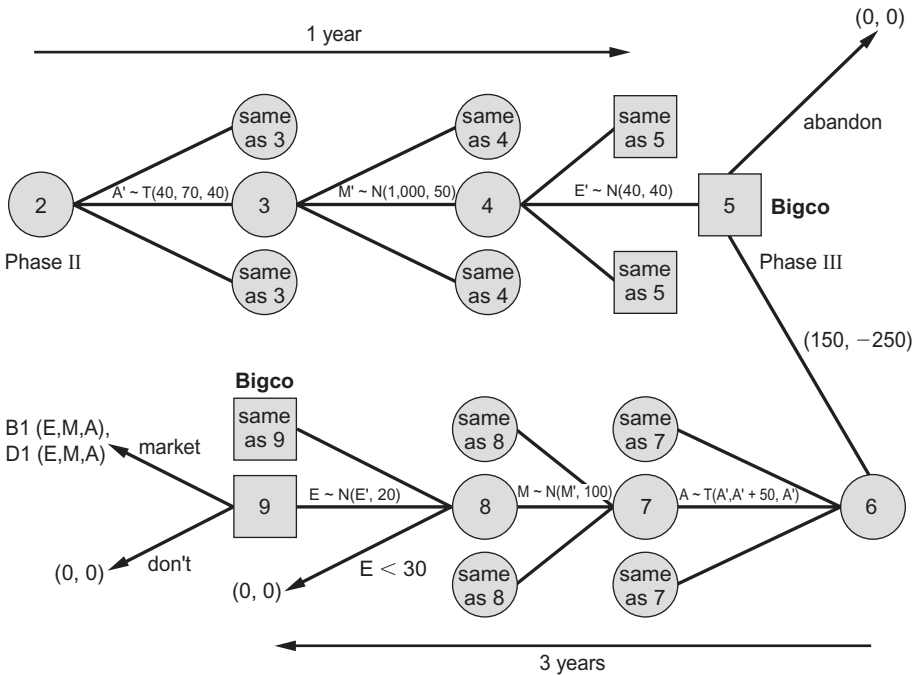 (0, 0)
1 year
same
as 3
same
as 4
same
as 5
abandon
2
A' ~ T(40, 70, 40)
3
M' ~ N(1,000, 50)
4
E' ~ N(40, 40)
5
Bigco
Phase II
same
as 3
same
as 4
same
as 5
Phase III
(150, −250)
Bigco
B1 (E,M,A),
D1 (E,M,A)
market
same
as 9
same
as 8
same
as 7
9
E ~ N(E', 20)
8
M ~ N(M', 100)
7
A ~ T(A',A' + 50, A')
6
(0, 0)
don't
(0, 0)
E < 30
same
as 8
same
as 7
3 years